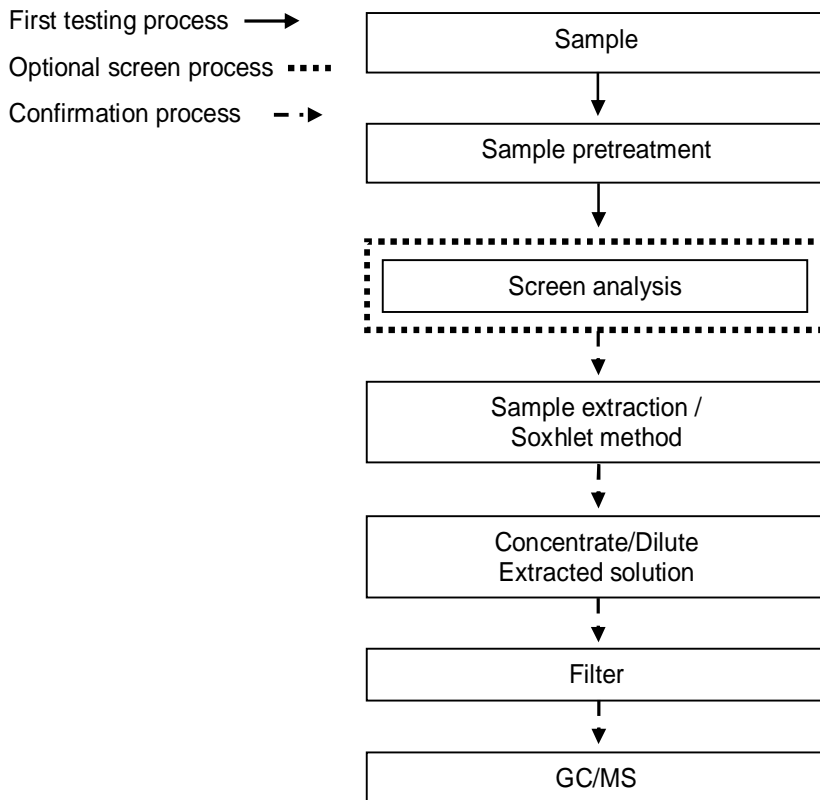 First testing process
Optional screen process
Confirmation process
Sample
Sample pretreatment
Screen analysis
Sample extraction /
Soxhlet method
Concentrate/Dilute
Extracted solution
Filter
GC/MS